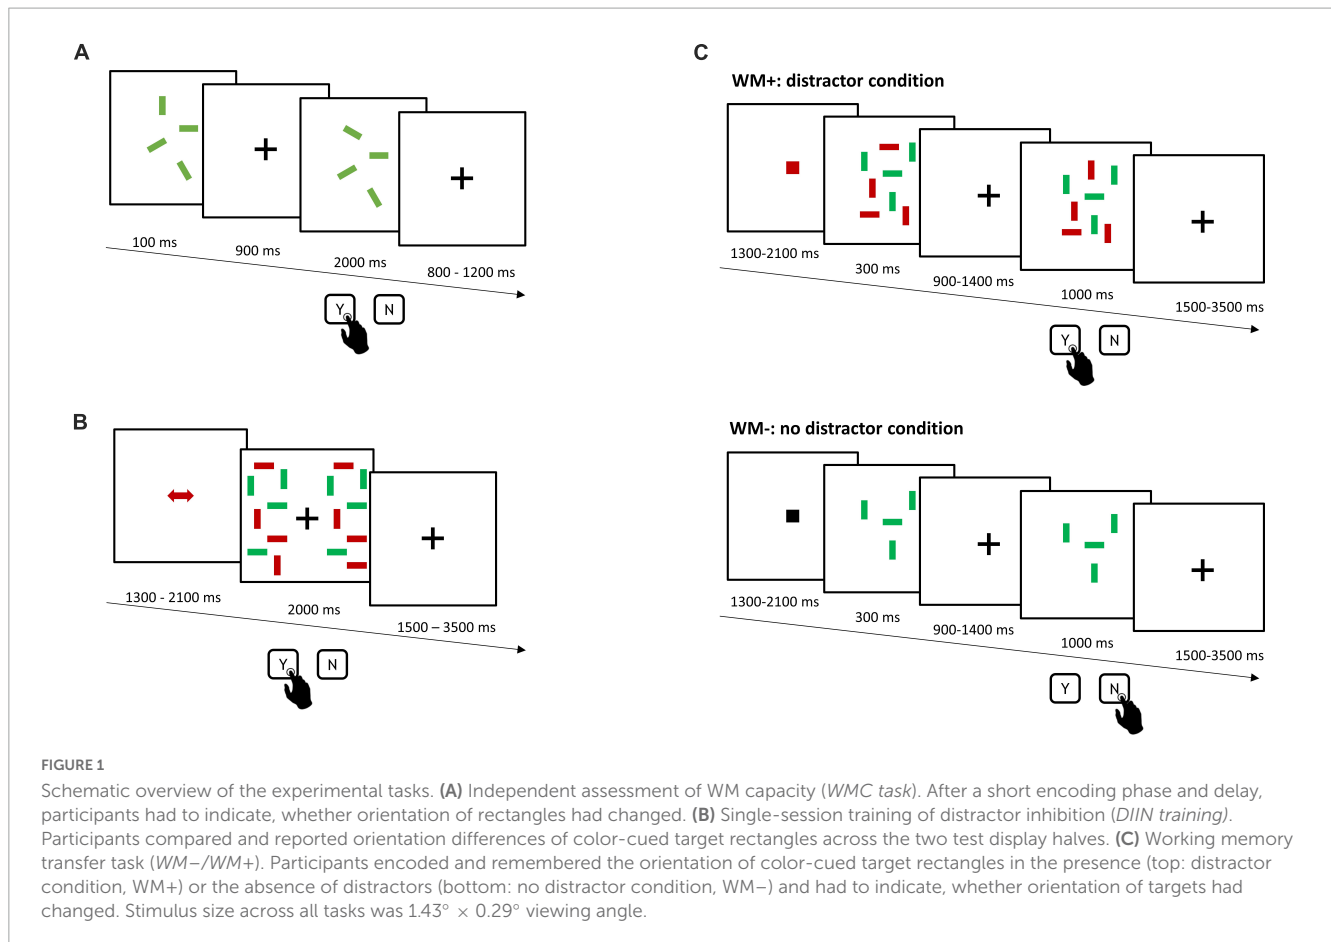 A
100 ms
900 ms
2000 ms
800 - 1200 ms
Y
N
B
1300 - 2100 ms
2000 ms
1500 – 3500 ms
Y
N
C
WM+: distractor condition
1300-2100 ms
300 ms
900-1400 ms
1000 ms
1500-3500 ms
Y
N
WM-: no distractor condition
1300-2100 ms
300 ms
900-1400 ms
1000 ms
1500-3500 ms
Y
N
FIGURE 1
Schematic overview of the experimental tasks. (A) Independent assessment of WM capacity (WMC task). After a short encoding phase and delay,
participants had to indicate, whether orientation of rectangles had changed. (B) Single-session training of distractor inhibition (DIIN training).
Participants compared and reported orientation differences of color-cued target rectangles across the two test display halves. (C) Working memory
transfer task (WM−/WM+). Participants encoded and remembered the orientation of color-cued target rectangles in the presence (top: distractor
condition, WM+) or the absence of distractors (bottom: no distractor condition, WM−) and had to indicate, whether orientation of targets had
changed. Stimulus size across all tasks was 1.43° × 0.29° viewing angle.